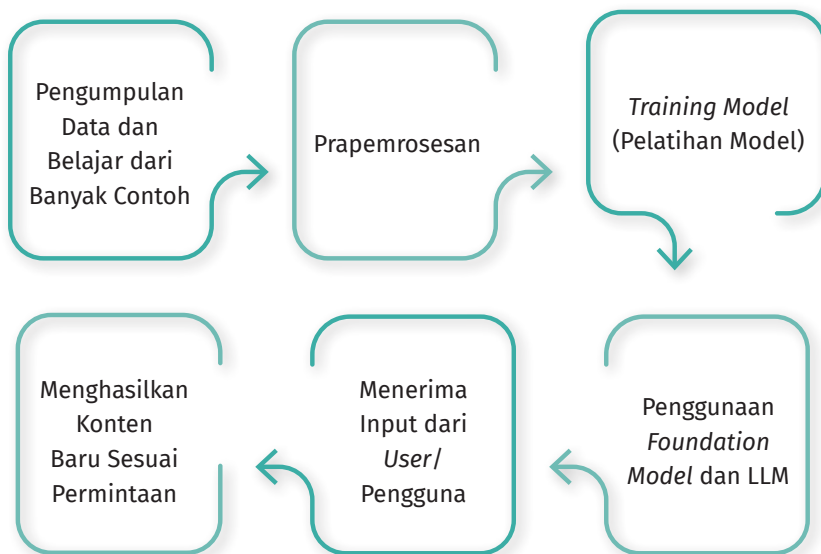 Pengumpulan
Data dan
Belajar dari
Banyak Contoh
Prapemrosesan
Training Model
(Pelatihan Model)
Penggunaan
Foundation
Model dan LLM
Menerima
Input dari
User/
Pengguna
Menghasilkan
Konten
Baru Sesuai
Permintaan